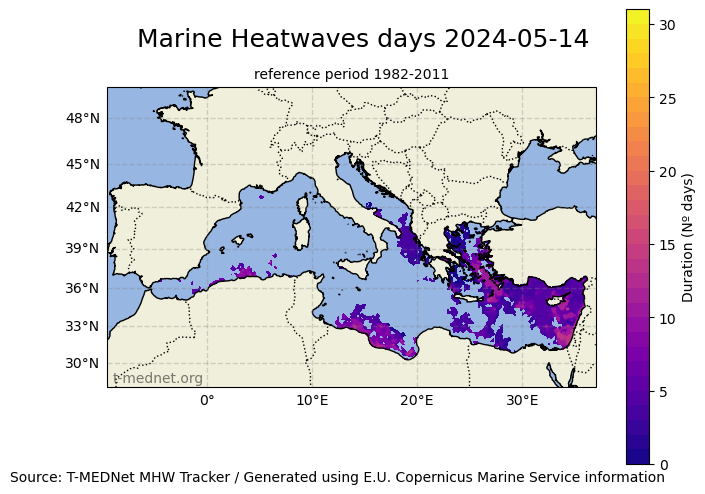 Marine Heatwaves days 2024-05-14
reference period 1982-2011
48°N
45°N
42°N
39°N
36°N
33°N
30°N
t-mednet.org
0°
10°E
20°E
30°E
30
25
20
15
10
5
0
Duration (Nº days)
Source: T-MEDNet MHW Tracker / Generated using E.U. Copernicus Marine Service information